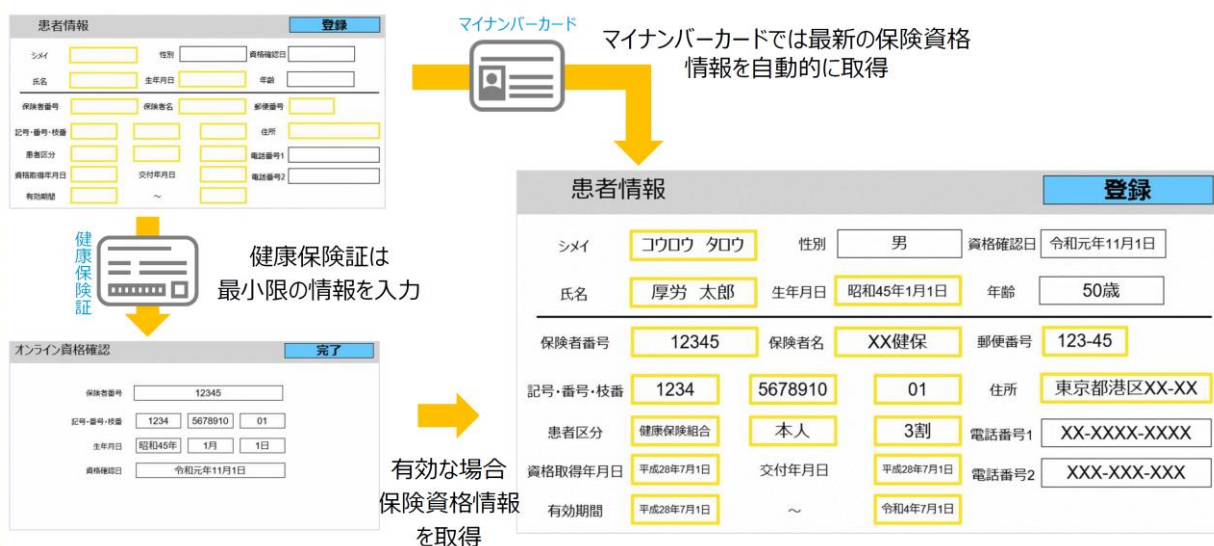 患者情報 登録
シメイ 性別 資格確認日
氏名 生年月日 年齢
保険者番号 保険者名 郵便番号
記号・番号・枝番 住所
患者区分 電話番号1
資格取得年月日 交付年月日 電話番号2
有効期間 ～
マイナンバーカード
マイナンバーカードでは最新の保険資格
情報を自動的に取得
健康保険証
健康保険証は
最小限の情報を入力
オンライン資格確認 完了
保険者番号 12345
記号・番号・枝番 1234 5678910 01
生年月日 昭和45年 1月 1日
資格確認日 令和元年11月1日
有効な場合
保険資格情報
を取得
患者情報 登録
シメイ コウロウ タロウ 性別 男 資格確認日 令和元年11月1日
氏名 厚労 太郎 生年月日 昭和45年1月1日 年齢 50歳
保険者番号 12345 保険者名 XX健保 郵便番号 123-45
記号・番号・枝番 1234 5678910 01 住所 東京都港区XX-XX
患者区分 健康保険組合 本人 3割 電話番号1 XX-XXXX-XXXX
資格取得年月日 平成28年7月1日 交付年月日 平成28年7月1日 電話番号2 XXX-XXX-XXX
有効期間 平成28年7月1日 ～ 令和4年7月1日